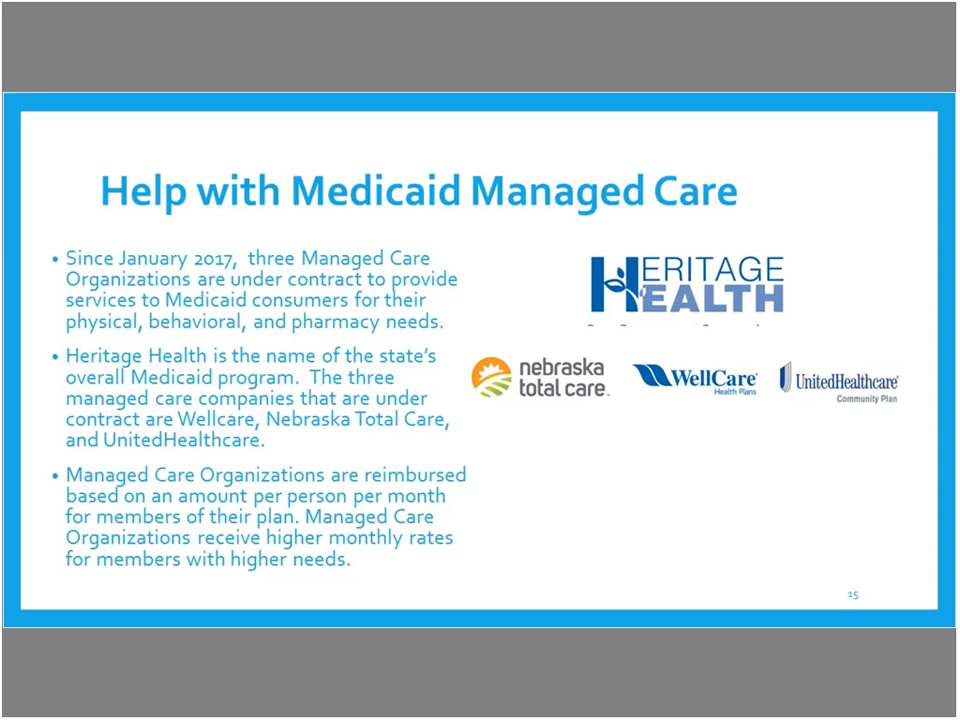 Help with Medicaid Managed Care
• Since January 2017, three Managed Care
Organizations are under contract to provide
services to Medicaid consumers for their
physical, behavioral, and pharmacy needs.
• Heritage Health is the name of the state's
overall Medicaid program. The three
managed care companies that are under
contract are Wellcare, Nebraska Total Care,
and UnitedHealthcare.
• Managed Care Organizations are reimbursed
based on an amount per person per month
for members of their plan. Managed Care
Organizations receive higher monthly rates
for members with higher needs.
HERITAGE
HEALTH
nebraska
total care™
WellCare®
Health Plans
UnitedHealthcare®
Community Plan
15